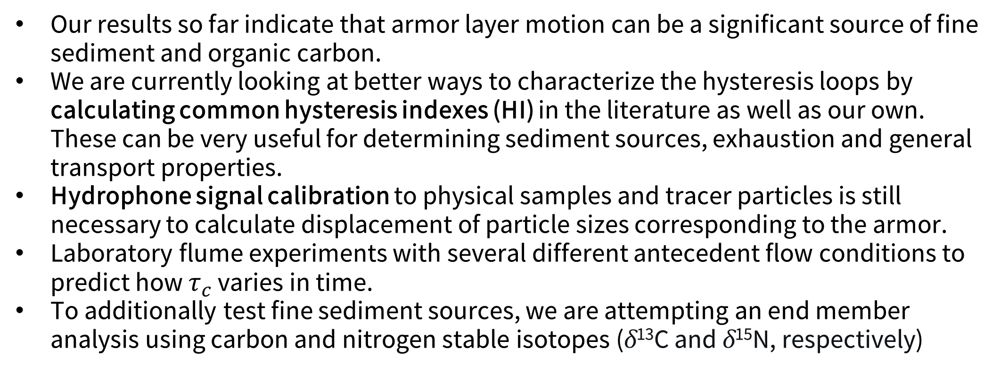 • Our results so far indicate that armor layer motion can be a significant source of fine
sediment and organic carbon.
• We are currently looking at better ways to characterize the hysteresis loops by
calculating common hysteresis indexes (HI) in the literature as well as our own.
These can be very useful for determining sediment sources, exhaustion and general
transport properties.
• Hydrophone signal calibration to physical samples and tracer particles is still
necessary to calculate displacement of particle sizes corresponding to the armor.
• Laboratory flume experiments with several different antecedent flow conditions to
predict how τ_c varies in time.
• To additionally test fine sediment sources, we are attempting an end member
analysis using carbon and nitrogen stable isotopes (δ¹³C and δ¹⁵N, respectively)